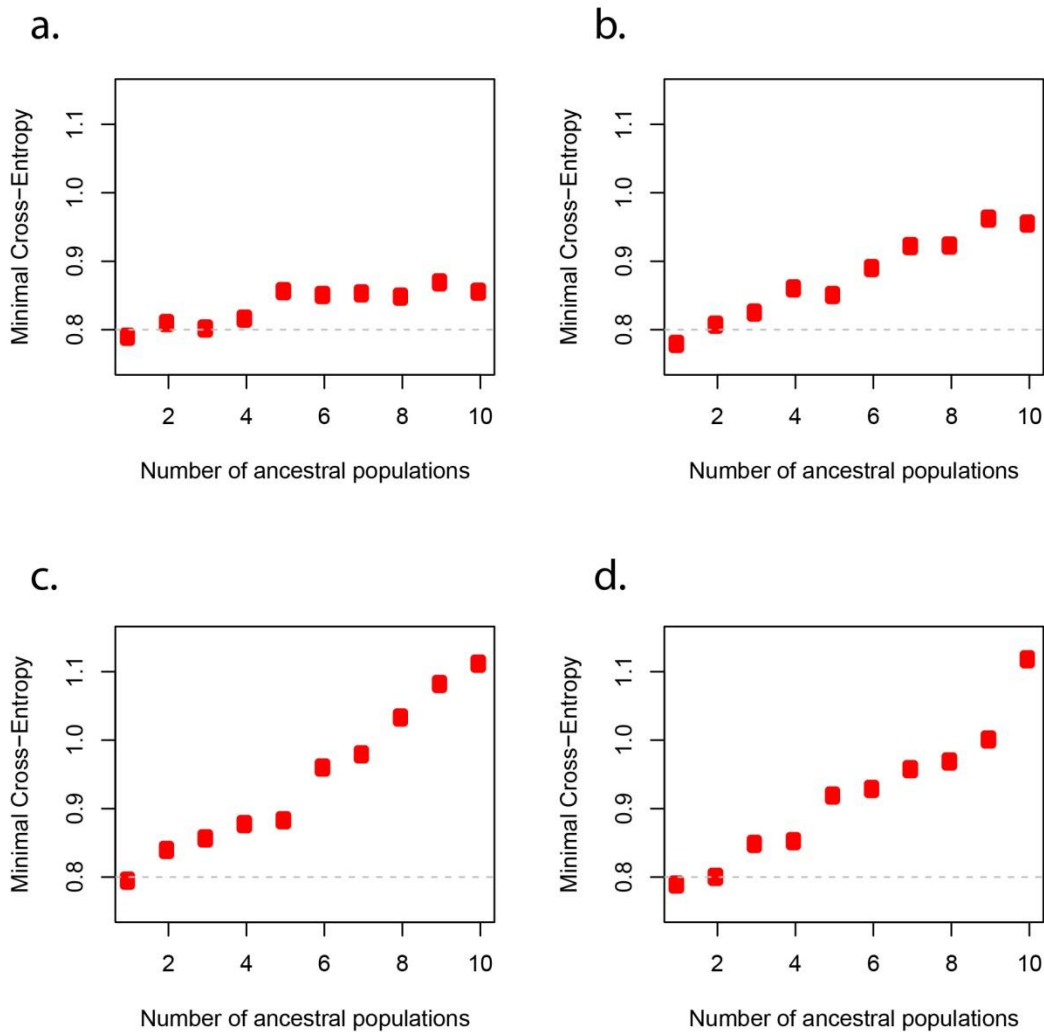 a.
Minimal Cross−Entropy
1.1
1.0
0.9
0.8
2 4 6 8 10
Number of ancestral populations
b.
Minimal Cross−Entropy
1.1
1.0
0.9
0.8
2 4 6 8 10
Number of ancestral populations
c.
Minimal Cross−Entropy
1.1
1.0
0.9
0.8
2 4 6 8 10
Number of ancestral populations
d.
Minimal Cross−Entropy
1.1
1.0
0.9
0.8
2 4 6 8 10
Number of ancestral populations